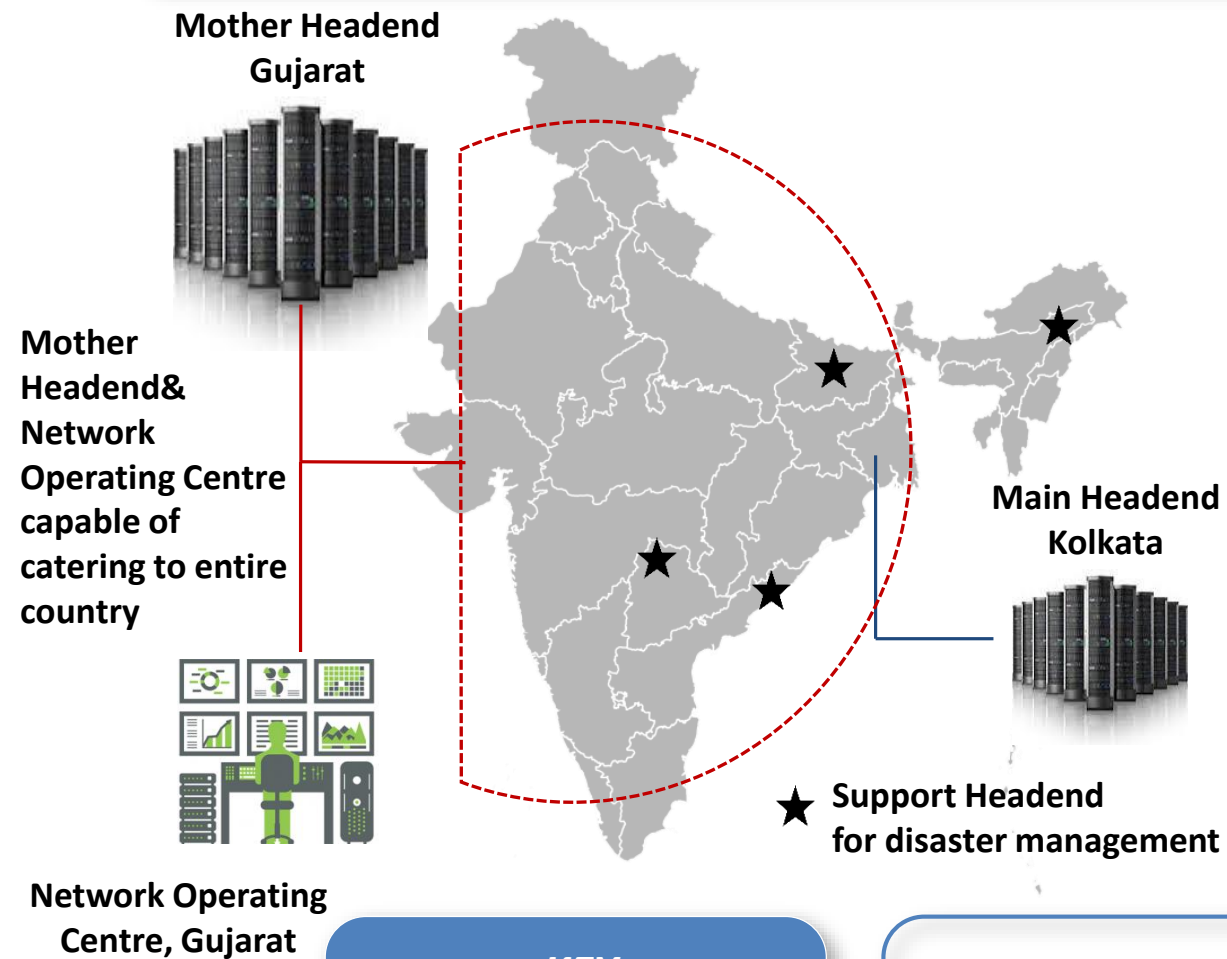 Mother Headend
Gujarat
Mother
Headend&
Network
Operating Centre
capable of
catering to entire
country
Main Headend
Kolkata
Support Headend
for disaster management
Network Operating
Centre, Gujarat